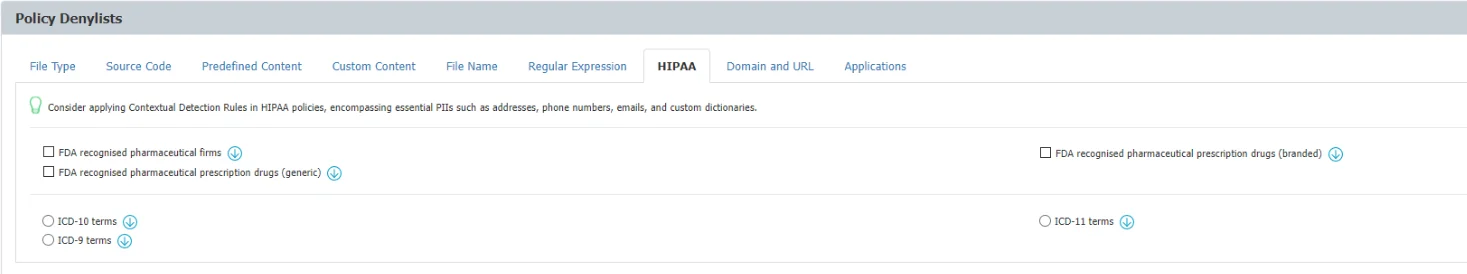 Policy Denylists
File Type Source Code Predefined Content Custom Content File Name Regular Expression HIPAA Domain and URL Applications
Consider applying Contextual Detection Rules in HIPAA policies, encompassing essential PIIs such as addresses, phone numbers, emails, and custom dictionaries.
FDA recognised pharmaceutical firms FDA recognised pharmaceutical prescription drugs (branded)
FDA recognised pharmaceutical prescription drugs (generic)
ICD-10 terms ICD-11 terms
ICD-9 terms